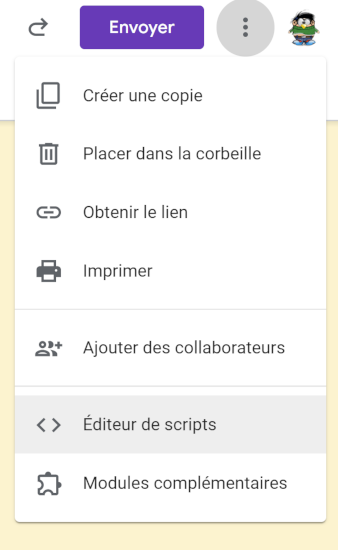 Envoyer
Créer une copie
Placer dans la corbeille
Obtenir le lien
Imprimer
Ajouter des collaborateurs
Éditeur de scripts
Modules complémentaires